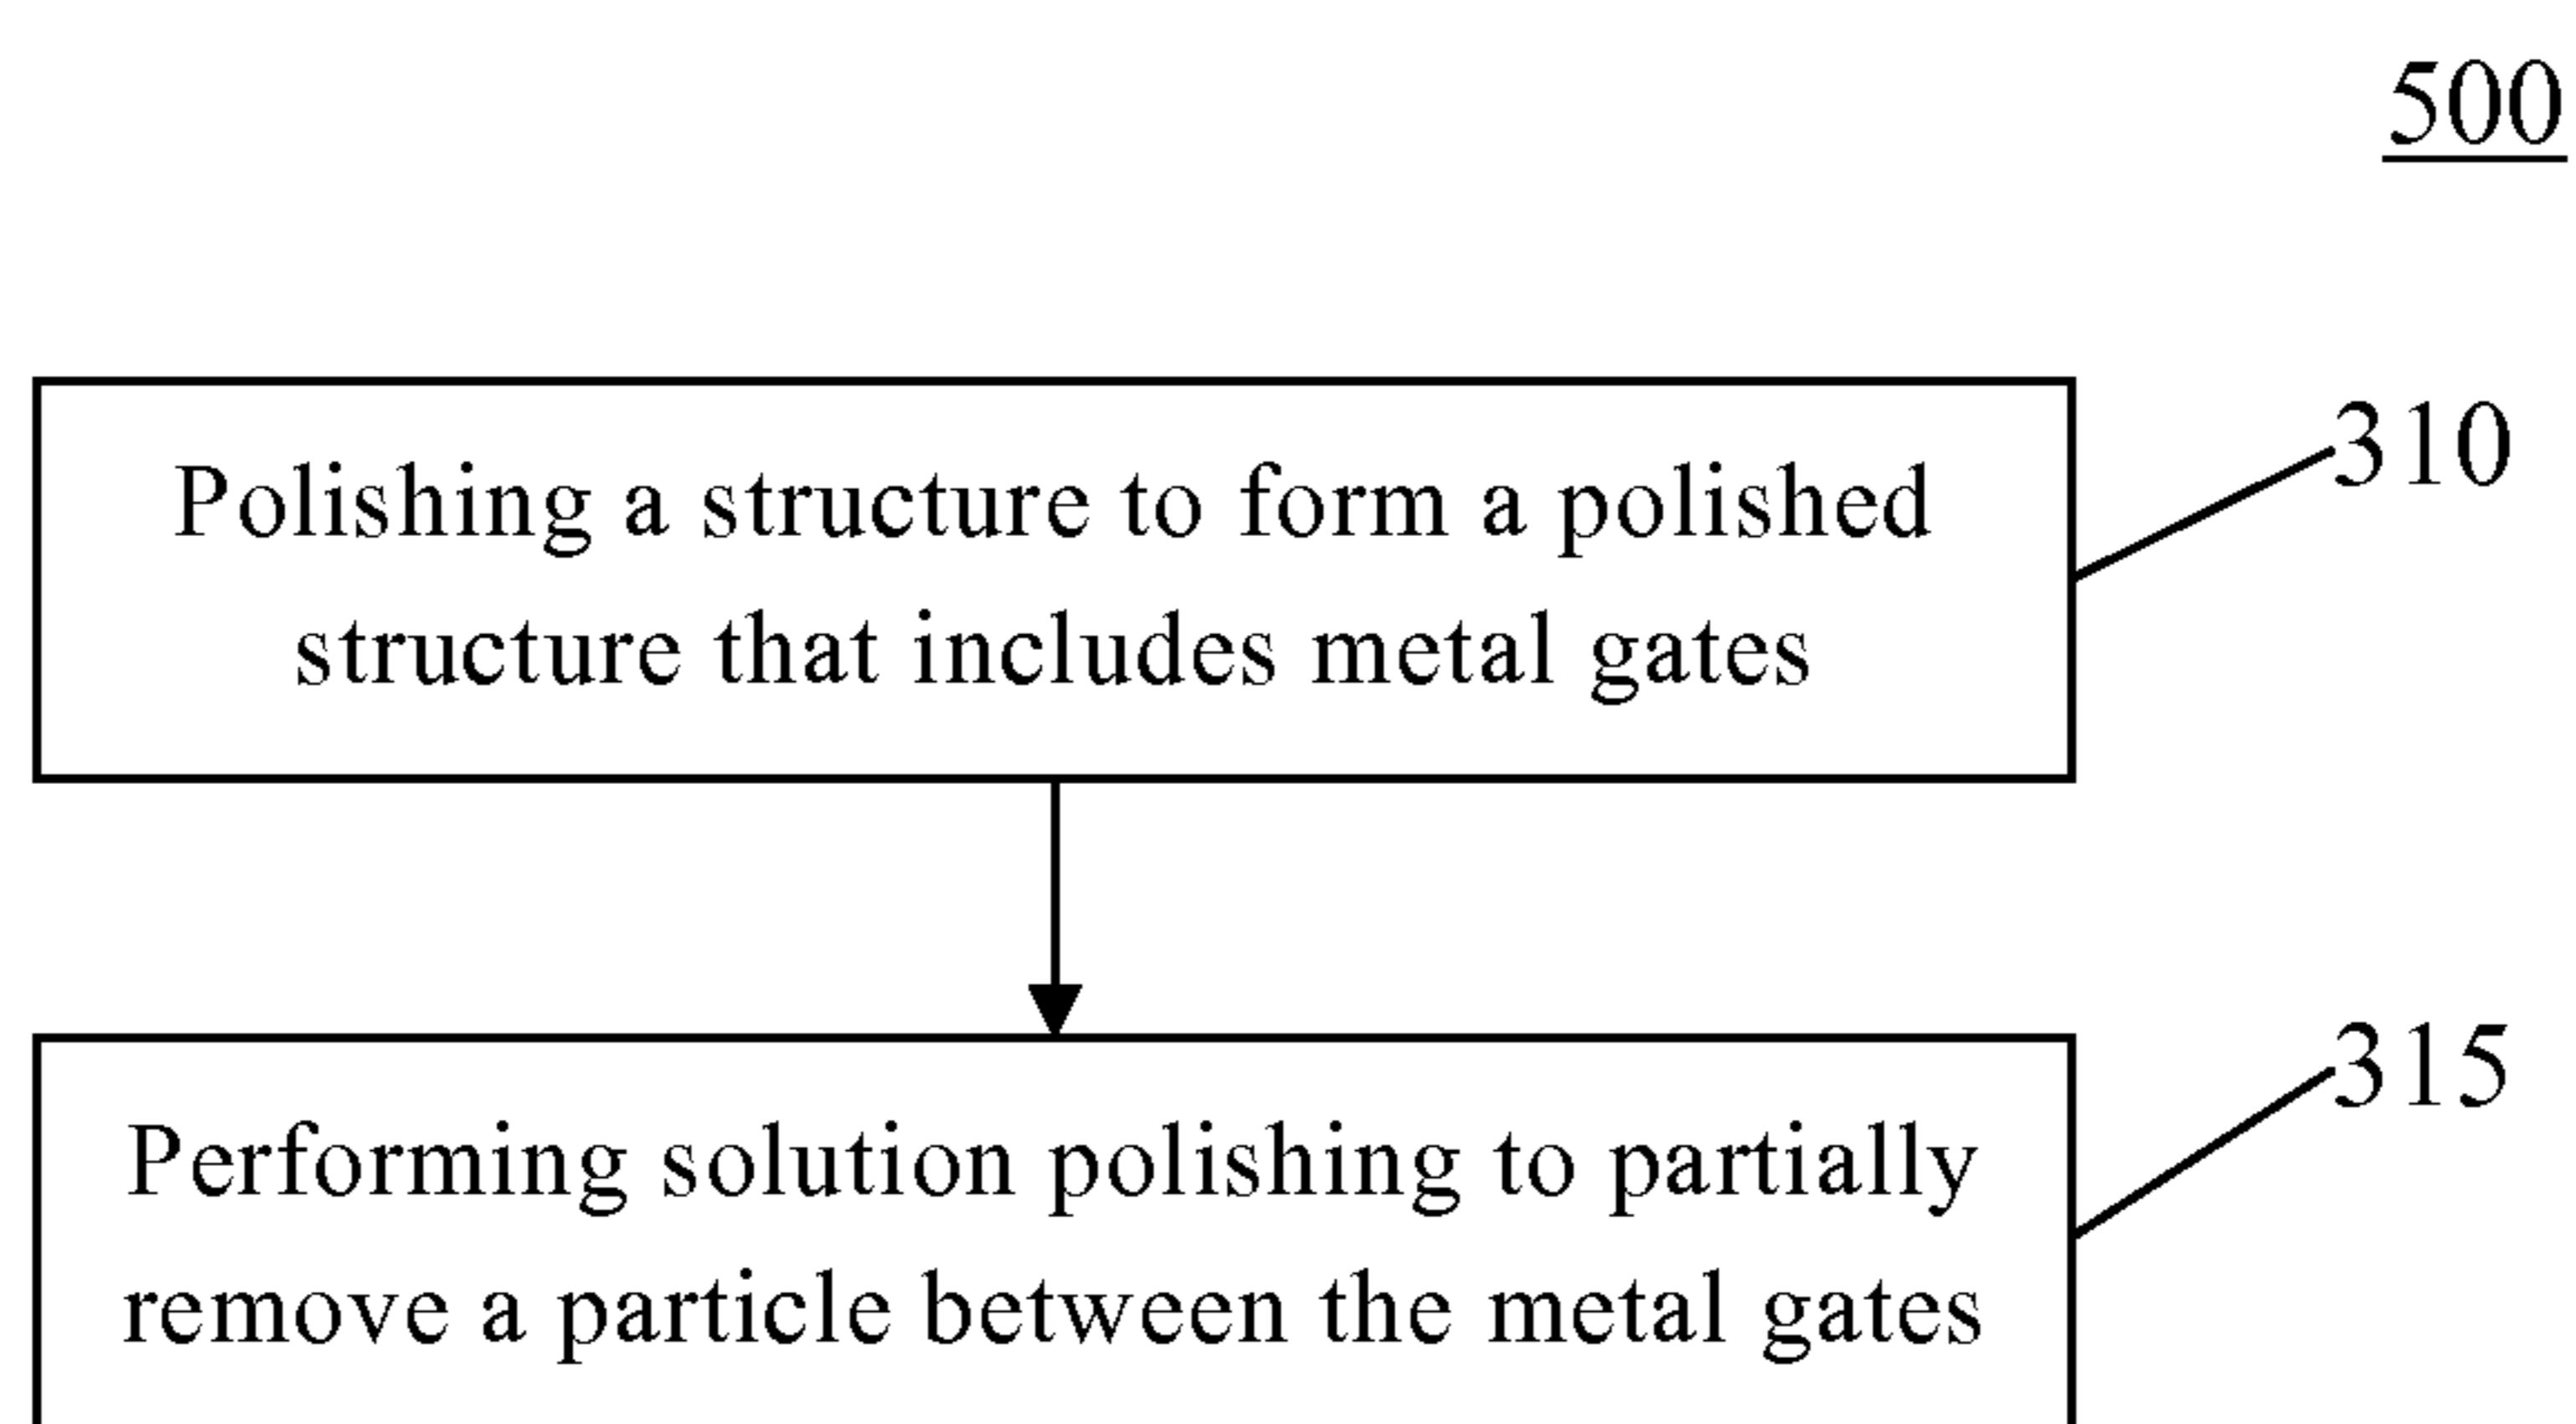 500
Polishing a structure to form a polished
structure that includes metal gates
310
Performing solution polishing to partially
remove a particle between the metal gates
315